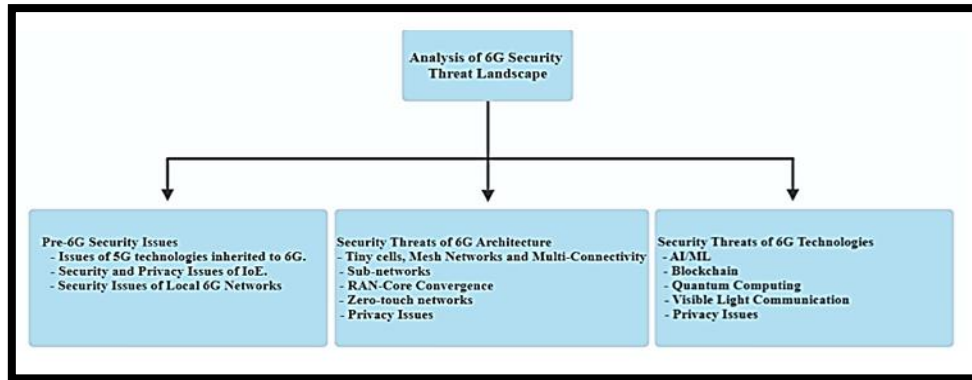 Analysis of 6G Security
Threat Landscape
Pre-6G Security Issues
- Issues of 5G technologies inherited to 6G.
- Security and Privacy Issues of IoE.
- Security Issues of Local 6G Networks
Security Threats of 6G Architecture
- Tiny cells, Mesh Networks and Multi-Connectivity
- Sub-networks
- RAN-Core Convergence
- Zero-touch networks
- Privacy Issues
Security Threats of 6G Technologies
- AI/ML
- Blockchain
- Quantum Computing
- Visible Light Communication
- Privacy Issues